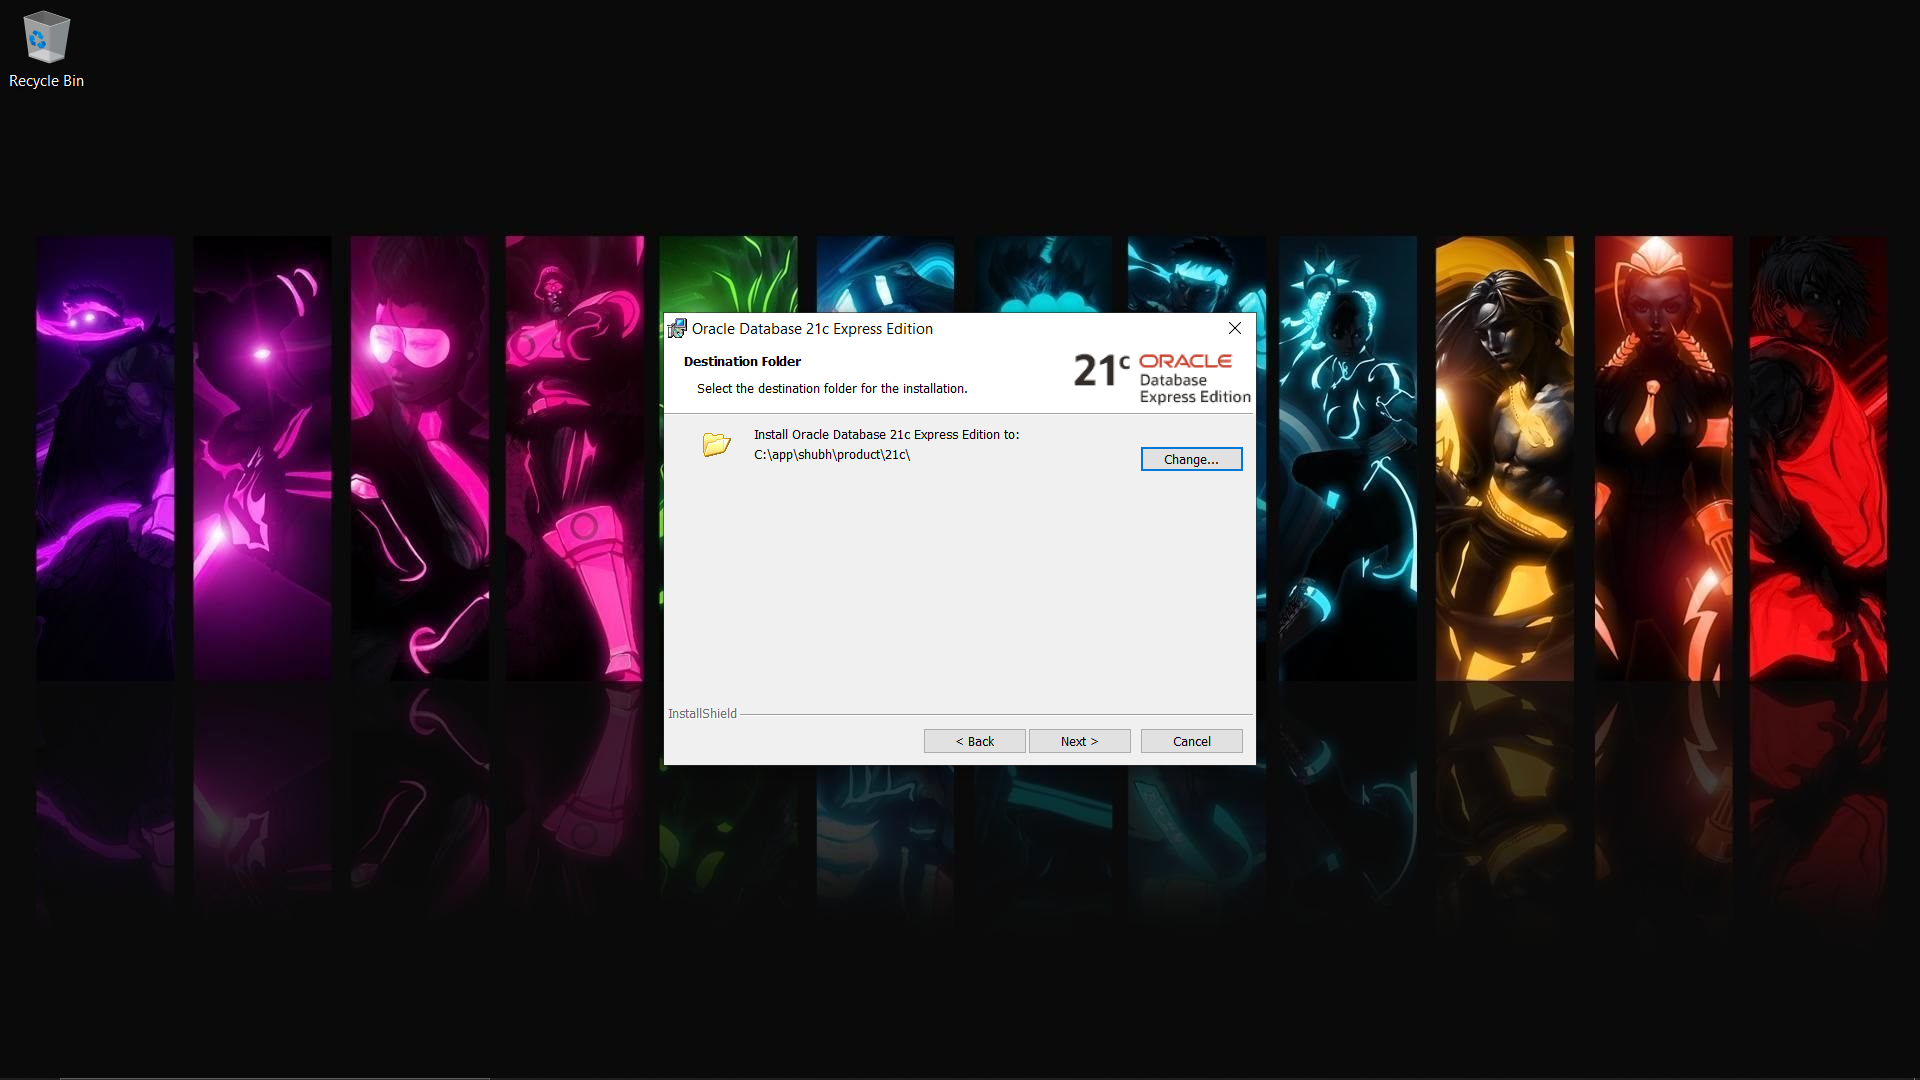 Recycle Bin
Oracle Database 21c Express Edition
Destination Folder
Select the destination folder for the installation.
21c ORACLE
Database
Express Edition
Install Oracle Database 21c Express Edition to:
C:\app\shubh\product\21c\
Change...
InstallShield
< Back
Next >
Cancel